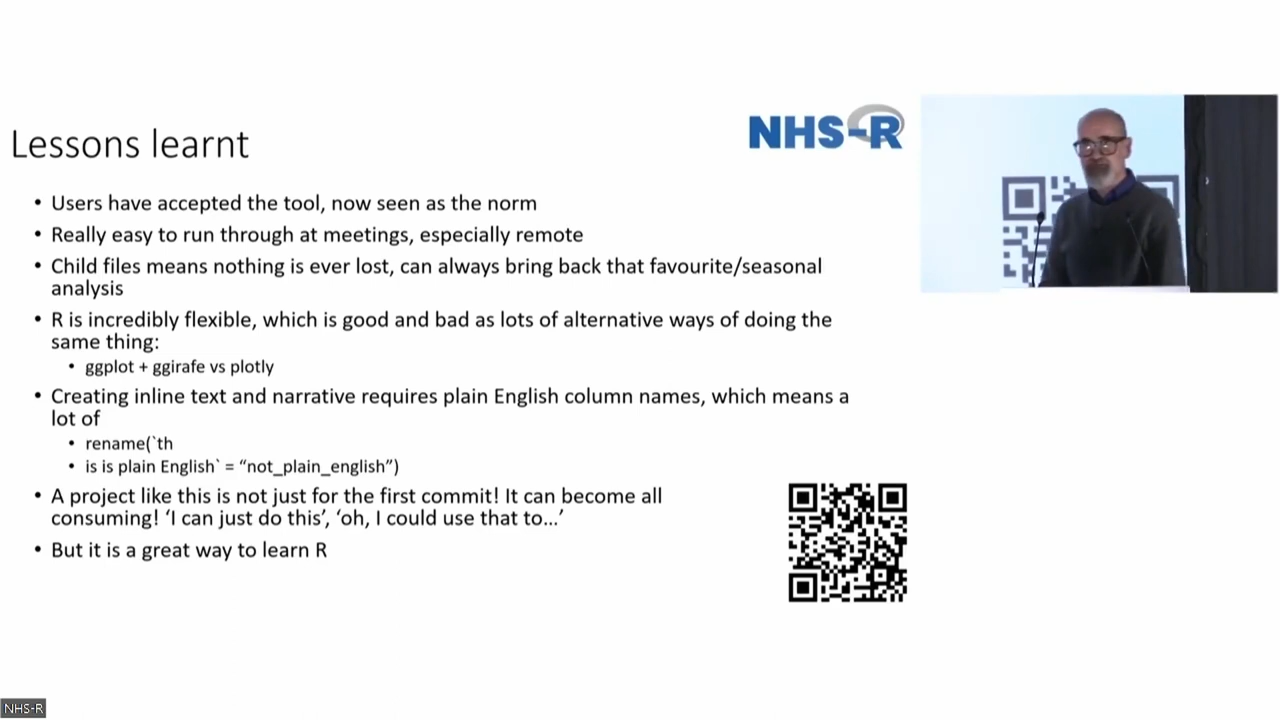 NHS-R
Lessons learnt
• Users have accepted the tool, now seen as the norm
• Really easy to run through at meetings, especially remote
• Child files means nothing is ever lost, can always bring back that favourite/seasonal
analysis
• R is incredibly flexible, which is good and bad as lots of alternative ways of doing the
same thing:
• ggplot + ggirafe vs plotly
• Creating inline text and narrative requires plain English column names, which means a
lot of
• rename(`th
• is is plain English` = “not_plain_english”)
• A project like this is not just for the first commit! It can become all
consuming! ‘I can just do this’, ‘oh, I could use that to…’
• But it is a great way to learn R
NHS-R